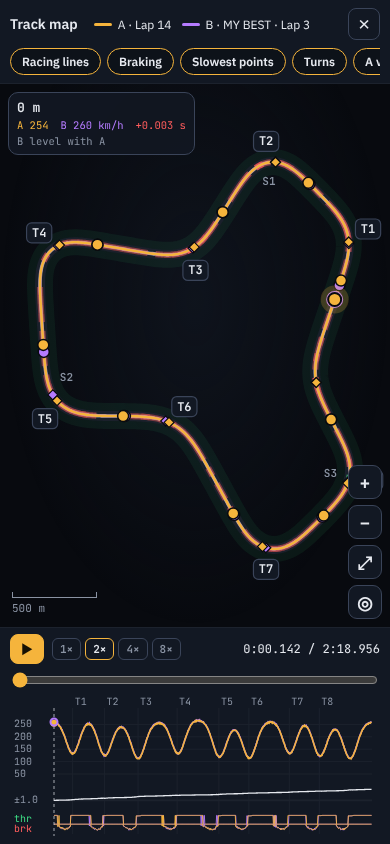 Track map
A · Lap 14
B · MY BEST · Lap 3
×
Racing lines
Braking
Slowest points
Turns
A v
0 m
A 254 B 260 km/h +0.003 s
B level with A
T2
S1
T1
T4
T3
S2
T6
T5
S3
T7
+
−
500 m
1×
2×
4×
8×
0:00.142 / 2:18.956
T1 T2 T3 T4 T5 T6 T7 T8
250
200
150
100
50
±1.0
thr
brk